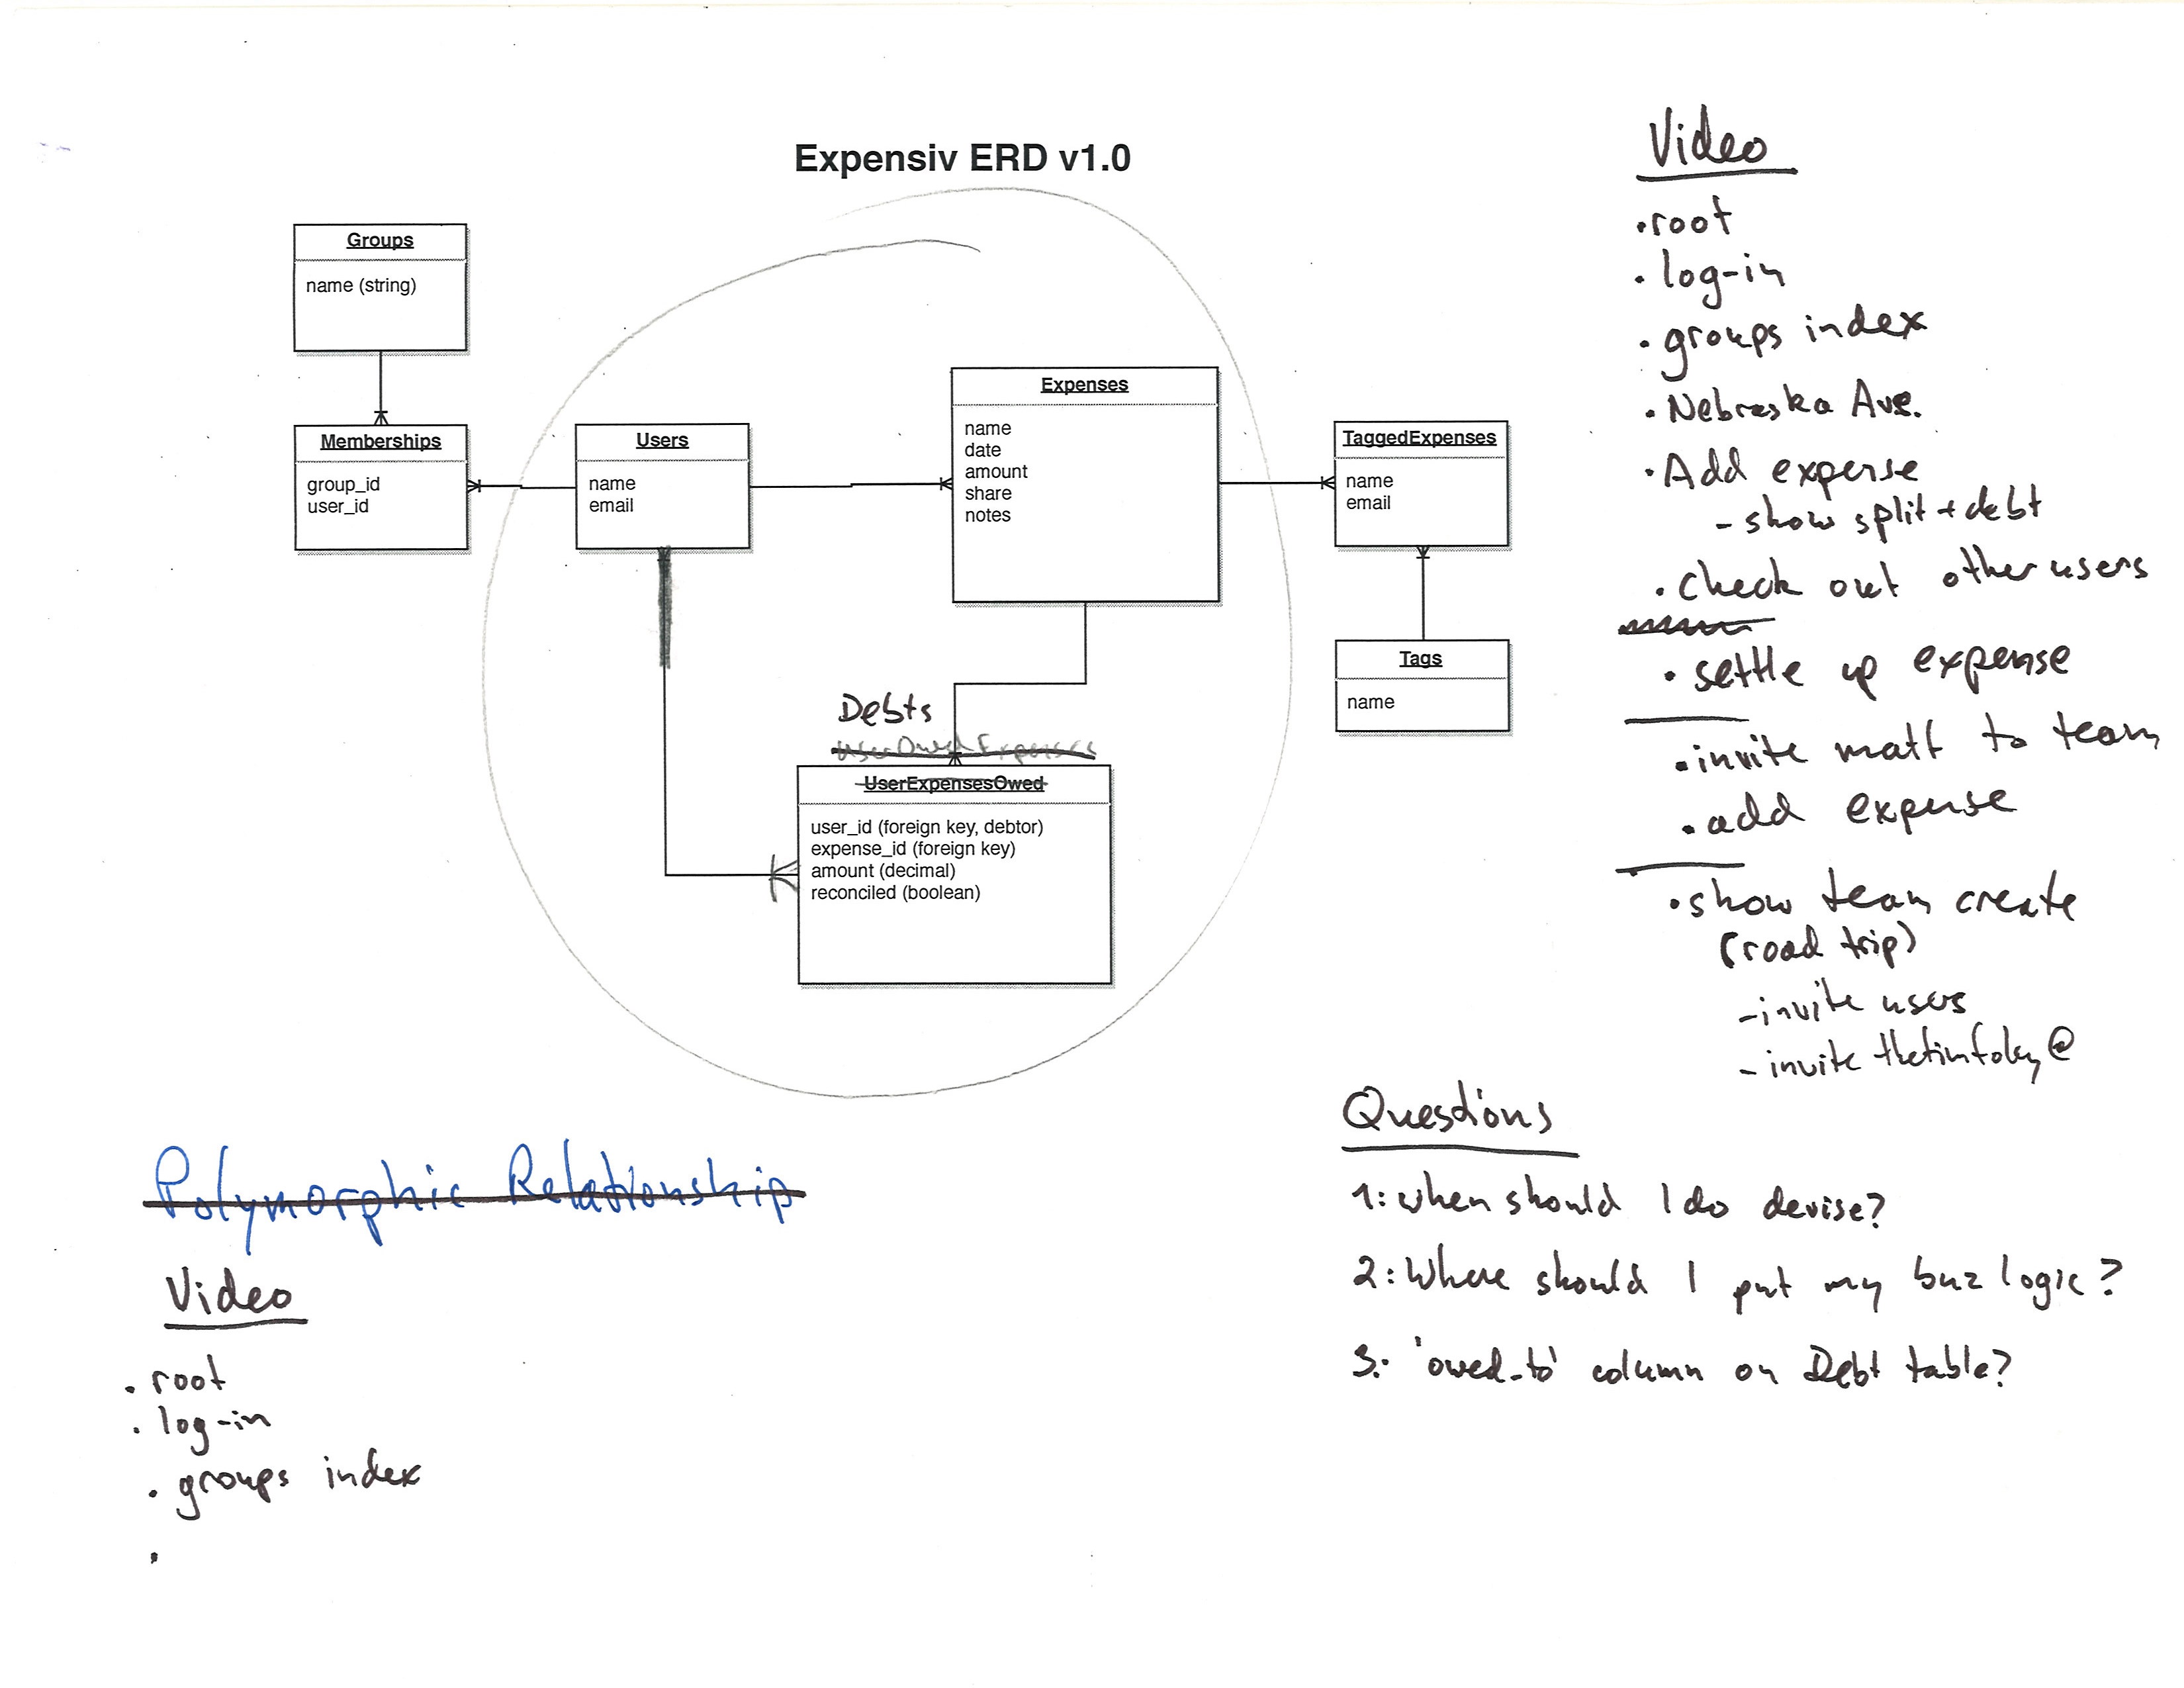 Expensiv ERD v1.0
Groups
name (string)
Memberships
group_id
user_id
Users
name
email
Expenses
name
date
amount
share
notes
TaggedExpenses
name
email
Tags
name
Debts
UserOwedExpenses
UserExpensesOwed
user_id (foreign key, debtor)
expense_id (foreign key)
amount (decimal)
reconciled (boolean)
Video
•root
• log-in
• groups index
• Nebraska Ave.
•Add expense
- show split + debt
• check out other users
• settle up expense
•invite matt to team
•add expense
•show team create
(road trip)
-invite users
- invite thetimfoley@
Questions
1: when should I do devise?
2: Where should I put my buz logic?
3: 'owed_to' column on Debt table?
Polymorphic Relationship
Video
• root
• log-in
• groups index
•